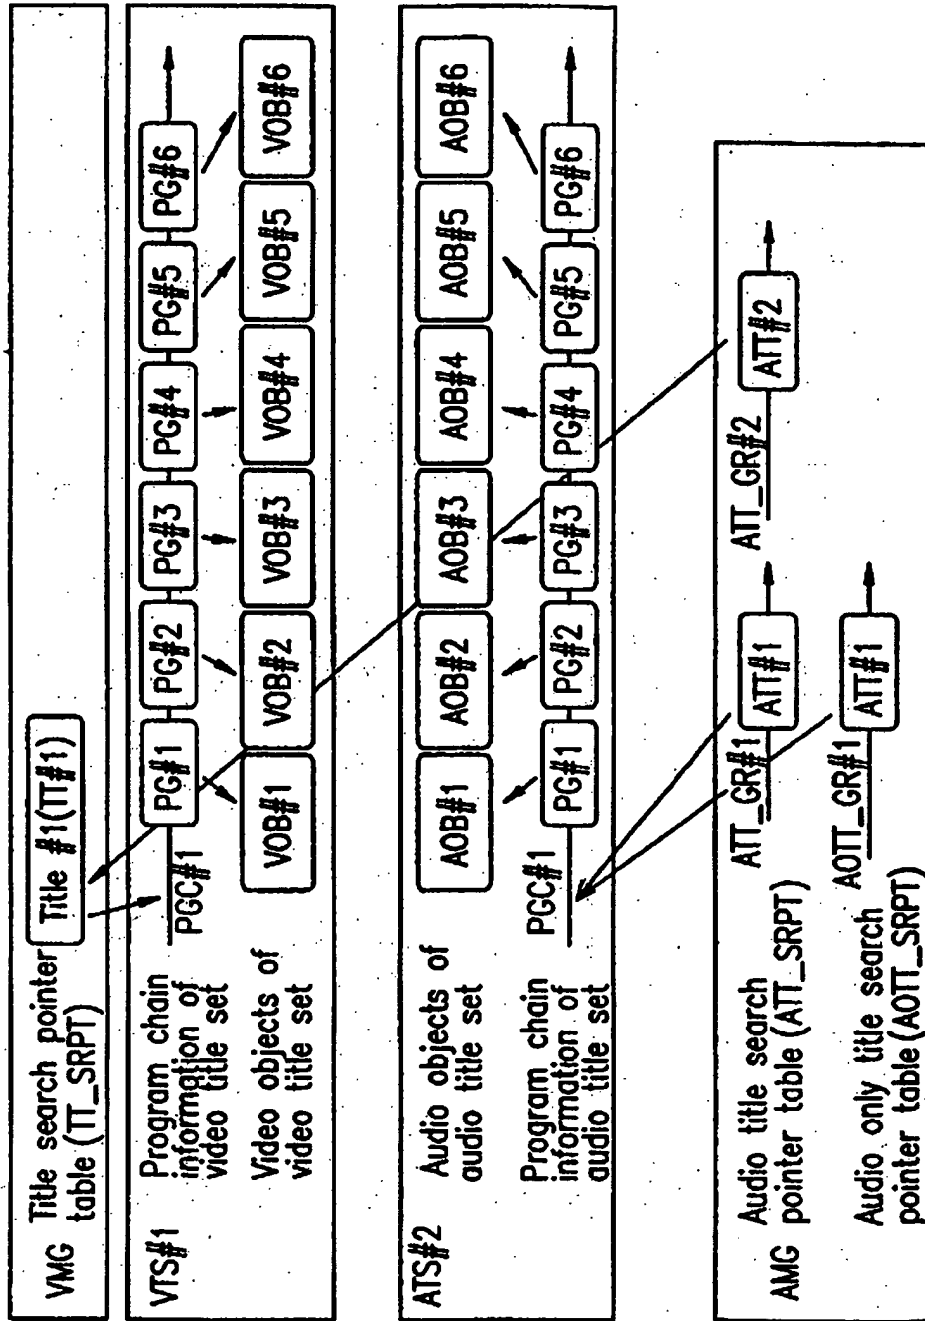 VMG
Title search pointer
table (TT_SRPT)
Title #1(TT#1)
VTS#1
Program chain
information of
video title set
PGC#1
PG#1
PG#2
PG#3
PG#4
PG#5
PG#6
Video objects of
video title set
VOB#1
VOB#2
VOB#3
VOB#4
VOB#5
VOB#6
ATS#2
Audio objects of
audio title set
AOB#1
AOB#2
AOB#3
AOB#4
AOB#5
AOB#6
Program chain
information of
audio title set
PGC#1
PG#1
PG#2
PG#3
PG#4
PG#5
PG#6
AMG
Audio title search
pointer table (ATT_SRPT)
ATT_GR#1
ATT#1
ATT_GR#2
ATT#2
Audio only title search
pointer table (AOTT_SRPT)
AOTT_GR#1
ATT#1